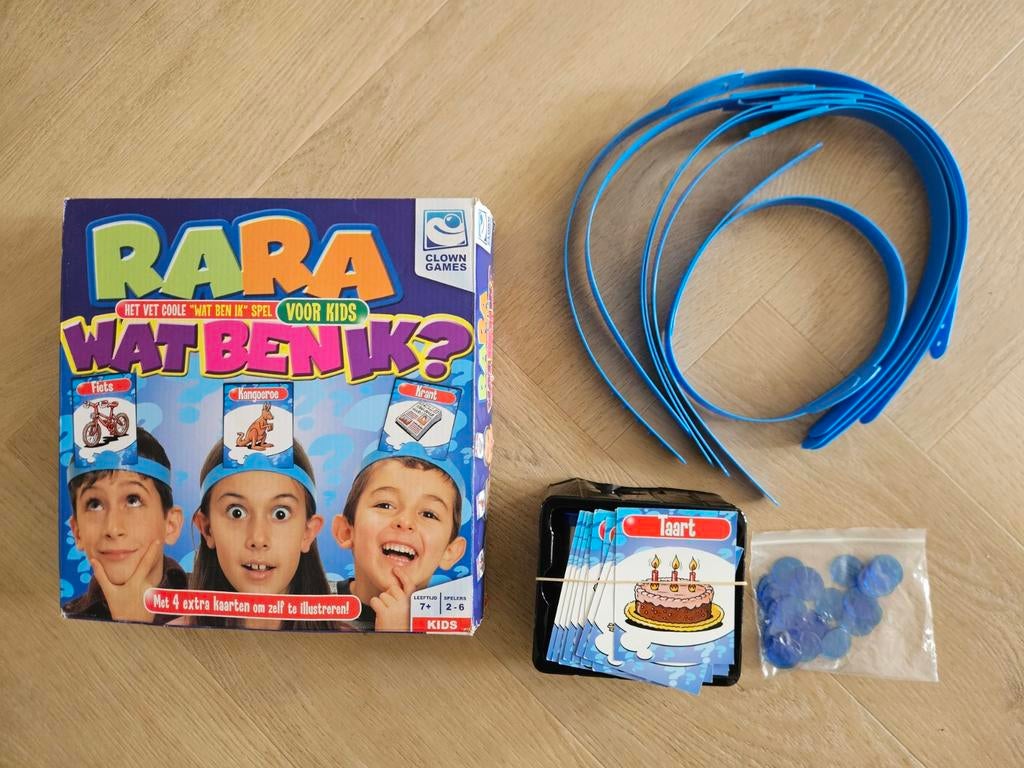 RARA
CLOWN
GAMES
HET VET COOLE "WAT BEN IK" SPEL VOOR KIDS
WAT BEN IK?
Fiets
Kangoeroe
Krant
Met 4 extra kaarten om zelf te illustreren!
LEEFTIJD
7+
SPELERS
2-6
KIDS
Taart